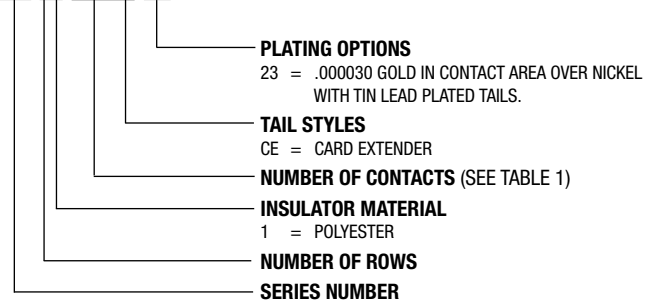 PLATING OPTIONS
23 = .000030 GOLD IN CONTACT AREA OVER NICKEL
WITH TIN LEAD PLATED TAILS.
TAIL STYLES
CE = CARD EXTENDER
NUMBER OF CONTACTS (SEE TABLE 1)
INSULATOR MATERIAL
1 = POLYESTER
NUMBER OF ROWS
SERIES NUMBER